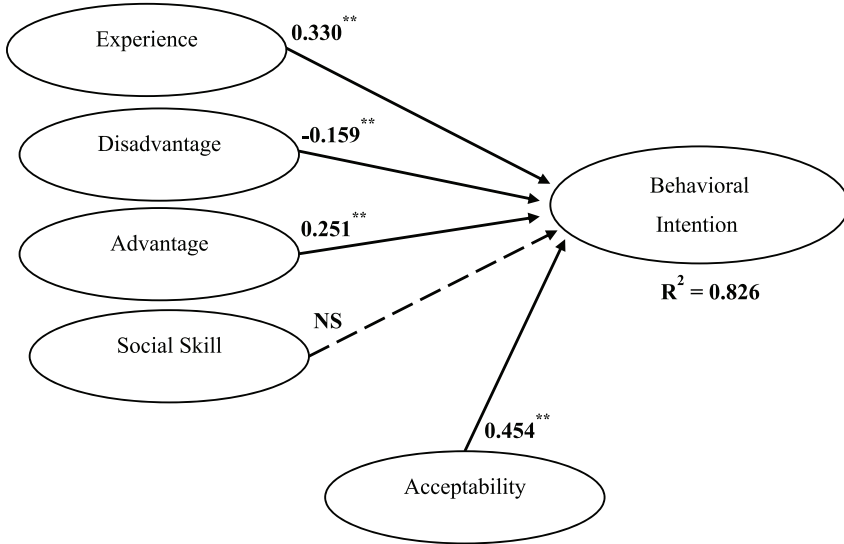 Experience
0.330**
Disadvantage
-0.159**
Advantage
0.251**
Social Skill
NS
Behavioral
Intention
R² = 0.826
0.454**
Acceptability